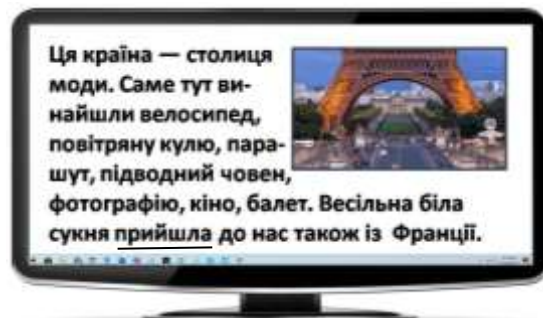 Ця країна — столиця
моди. Саме тут ви-
найшли велосипед,
повітряну кулю, пара-
шут, підводний човен,
фотографію, кіно, балет. Весільна біла
сукня прийшла до нас також із Франції.